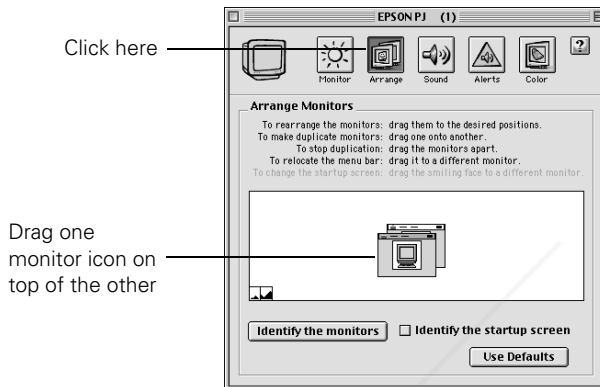 EPSON PJ (1)
Click here
Monitor
Arrange
Sound
Alerts
Color
?
Arrange Monitors
To rearrange the monitors: drag them to the desired positions.
To make duplicate monitors: drag one onto another.
To stop duplication: drag the monitors apart.
To relocate the menu bar: drag it to a different monitor.
To change the startup screen: drag the smiling face to a different monitor.
Drag one
monitor icon on
top of the other
Identify the monitors
Identify the startup screen
Use Defaults